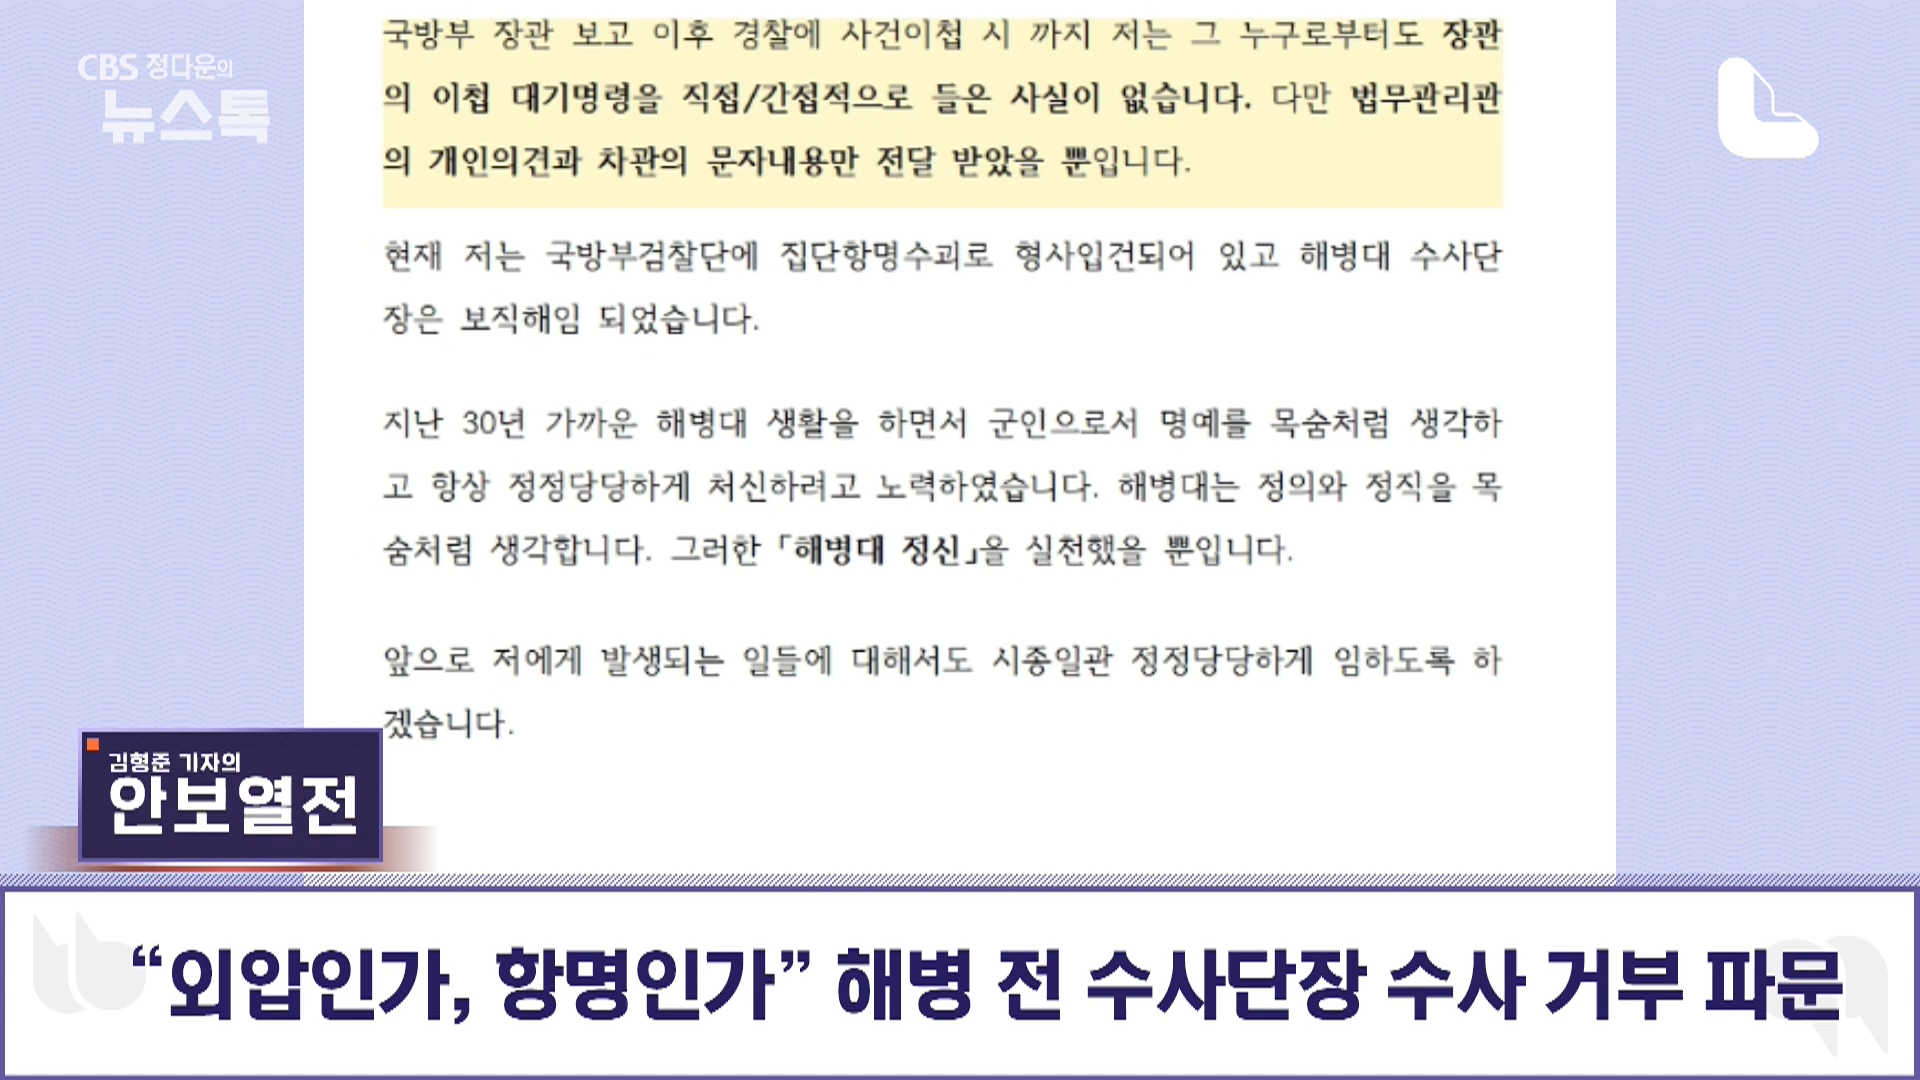 CBS 정다운의
뉴스톡
국방부 장관 보고 이후 경찰에 사건이첩 시 까지 저는 그 누구로부터도 장관
의 이첩 대기명령을 직접/간접적으로 들은 사실이 없습니다. 다만 법무관리관
의 개인의견과 차관의 문자내용만 전달 받았을 뿐입니다.
현재 저는 국방부검찰단에 집단항명수괴로 형사입건되어 있고 해병대 수사단
장은 보직해임 되었습니다.
지난 30년 가까운 해병대 생활을 하면서 군인으로서 명예를 목숨처럼 생각하
고 항상 정정당당하게 처신하려고 노력하였습니다. 해병대는 정의와 정직을 목
숨처럼 생각합니다. 그러한 「해병대 정신」을 실천했을 뿐입니다.
앞으로 저에게 발생되는 일들에 대해서도 시종일관 정정당당하게 임하도록 하
겠습니다.
김형준 기자의
안보열전
“외압인가, 항명인가” 해병 전 수사단장 수사 거부 파문